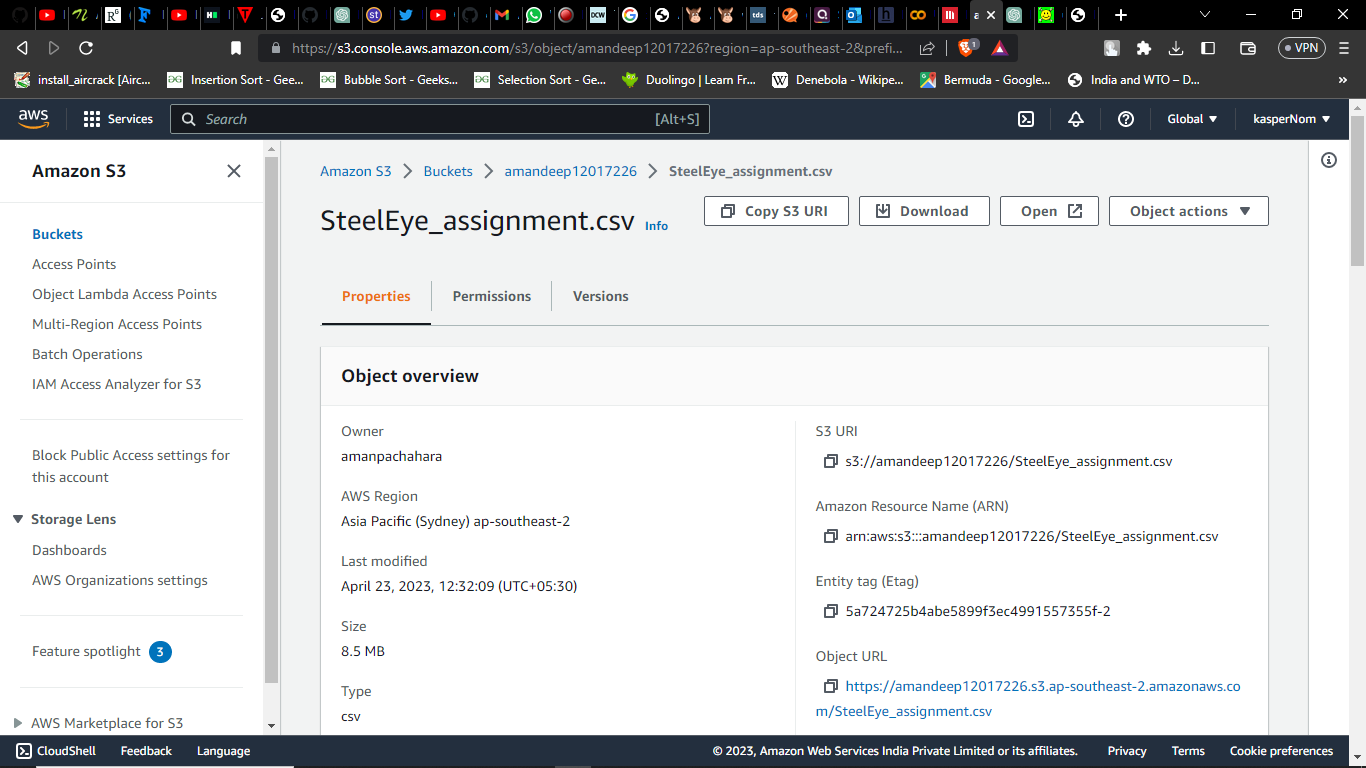 https://s3.console.aws.amazon.com/s3/object/amandeep12017226?region=ap-southeast-2&prefi...
1
VPN
install_aircrack [Airc...
Insertion Sort - Gee...
Bubble Sort - Geeks...
Selection Sort - Ge...
Duolingo | Learn Fr...
Denebola - Wikipe...
Bermuda - Google...
India and WTO – D...
»
aws
Services
Search
[Alt+S]
Global
kasperNom
Amazon S3
Buckets
Access Points
Object Lambda Access Points
Multi-Region Access Points
Batch Operations
IAM Access Analyzer for S3
Block Public Access settings for
this account
Storage Lens
Dashboards
AWS Organizations settings
Feature spotlight 3
AWS Marketplace for S3
Amazon S3 > Buckets > amandeep12017226 > SteelEye_assignment.csv
SteelEye_assignment.csv Info
Copy S3 URI
Download
Open
Object actions
Properties
Permissions
Versions
Object overview
Owner
amanpachahara
AWS Region
Asia Pacific (Sydney) ap-southeast-2
Last modified
April 23, 2023, 12:32:09 (UTC+05:30)
Size
8.5 MB
Type
csv
S3 URI
s3://amandeep12017226/SteelEye_assignment.csv
Amazon Resource Name (ARN)
arn:aws:s3:::amandeep12017226/SteelEye_assignment.csv
Entity tag (Etag)
5a724725b4abe5899f3ec4991557355f-2
Object URL
https://amandeep12017226.s3.ap-southeast-2.amazonaws.co
m/SteelEye_assignment.csv
CloudShell
Feedback
Language
© 2023, Amazon Web Services India Private Limited or its affiliates.
Privacy
Terms
Cookie preferences